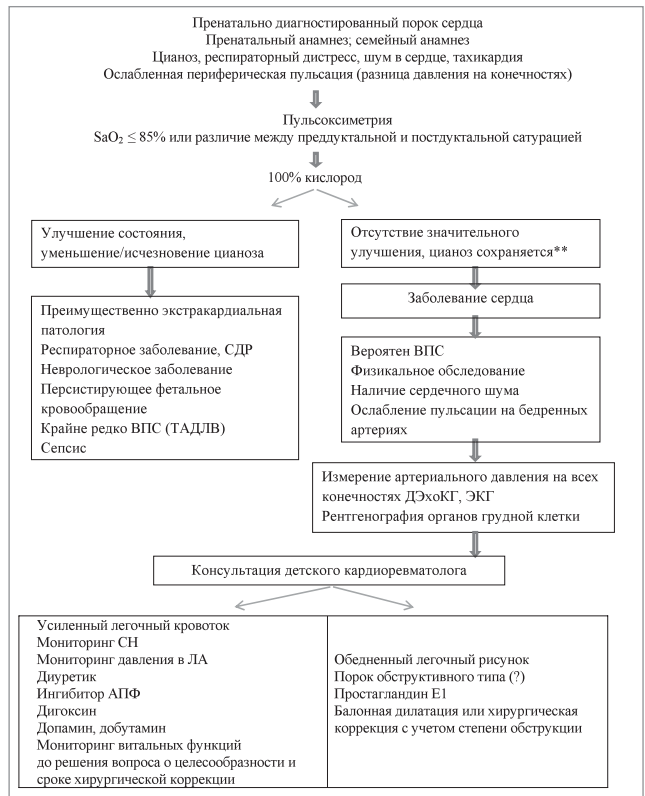 Пренатально диагностированный порок сердца
Пренатальный анамнез; семейный анамнез
Цианоз, респираторный дистресс, шум в сердце, тахикардия
Ослабленная периферическая пульсация (разница давления на конечностях)
Пульсоксиметрия
SaO₂ ≤ 85% или различие между преддуктальной и постдуктальной сатурацией
100% кислород
Улучшение состояния,
уменьшение/исчезновение цианоза
Преимущественно экстракардиальная
патология
Респираторное заболевание, СДР
Неврологическое заболевание
Персистирующее фетальное
кровообращение
Крайне редко ВПС (ТАДЛВ)
Сепсис
Отсутствие значительного
улучшения, цианоз сохраняется**
Заболевание сердца
Вероятен ВПС
Физикальное обследование
Наличие сердечного шума
Ослабление пульсации на бедренных
артериях
Измерение артериального давления на всех
конечностях ДЭхоКГ, ЭКГ
Рентгенография органов грудной клетки
Консультация детского кардиоревматолога
Усиленный легочный кровоток
Мониторинг СН
Мониторинг давления в ЛА
Диуретик
Ингибитор АПФ
Дигоксин
Допамин, добутамин
Мониторинг витальных функций
до решения вопроса о целесообразности и
сроке хирургической коррекции
Обедненный легочный рисунок
Порок обструктивного типа (?)
Простагландин Е1
Балонная дилатация или хирургическая
коррекция с учетом степени обструкции